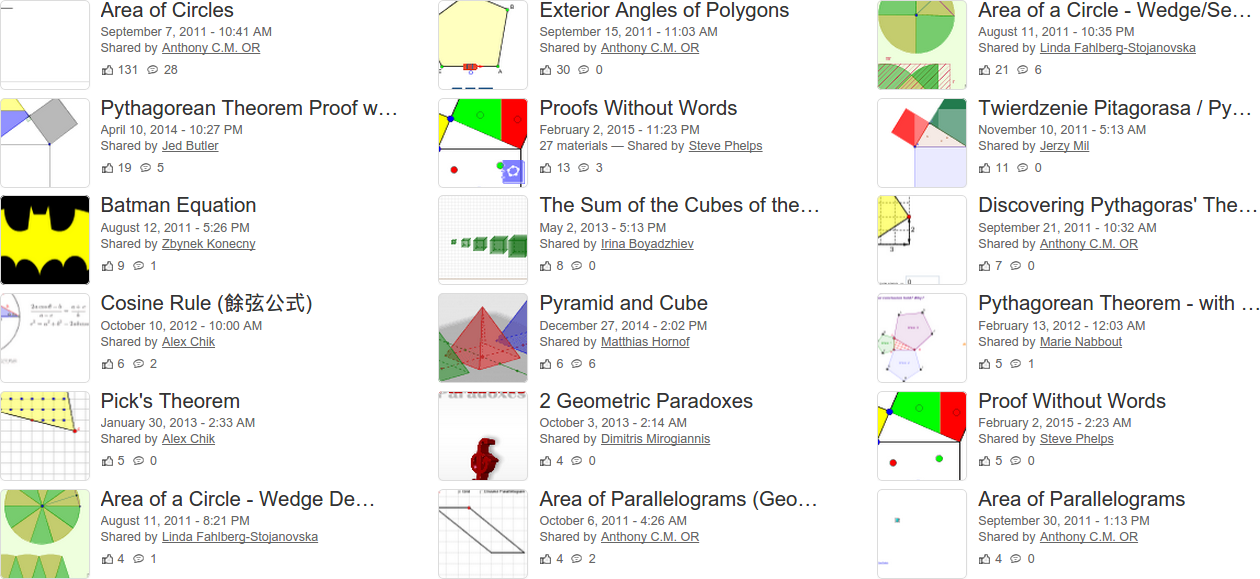 Area of Circles
September 7, 2011 - 10:41 AM
Shared by Anthony C.M. OR
131 28
Exterior Angles of Polygons
September 15, 2011 - 11:03 AM
Shared by Anthony C.M. OR
30 0
Area of a Circle - Wedge/Se…
August 11, 2011 - 10:35 PM
Shared by Linda Fahlberg-Stojanovska
21 6
Pythagorean Theorem Proof w…
April 10, 2014 - 10:27 PM
Shared by Jed Butler
19 5
Proofs Without Words
February 2, 2015 - 11:23 PM
27 materials — Shared by Steve Phelps
13 3
Twierdzenie Pitagorasa / Py…
November 10, 2011 - 5:13 AM
Shared by Jerzy Mil
11 0
Batman Equation
August 12, 2011 - 5:26 PM
Shared by Zbynek Konecny
9 1
The Sum of the Cubes of the…
May 2, 2013 - 5:13 PM
Shared by Irina Boyadzhiev
8 0
Discovering Pythagoras' The…
September 21, 2011 - 10:32 AM
Shared by Anthony C.M. OR
7 0
Cosine Rule (餘弦公式)
October 10, 2012 - 10:00 AM
Shared by Alex Chik
6 2
Pyramid and Cube
December 27, 2014 - 2:02 PM
Shared by Matthias Hornof
6 6
Pythagorean Theorem - with …
February 13, 2012 - 12:03 AM
Shared by Marie Nabbout
5 1
Pick's Theorem
January 30, 2013 - 2:33 AM
Shared by Alex Chik
5 0
Paradoxes
2 Geometric Paradoxes
October 3, 2013 - 2:14 AM
Shared by Dimitris Mirogiannis
4 0
Proof Without Words
February 2, 2015 - 2:23 AM
Shared by Steve Phelps
5 0
Area of a Circle - Wedge De…
August 11, 2011 - 8:21 PM
Shared by Linda Fahlberg-Stojanovska
4 1
Area of Parallelograms (Geo…
October 6, 2011 - 4:26 AM
Shared by Anthony C.M. OR
4 2
Area of Parallelograms
September 30, 2011 - 1:13 PM
Shared by Anthony C.M. OR
4 0